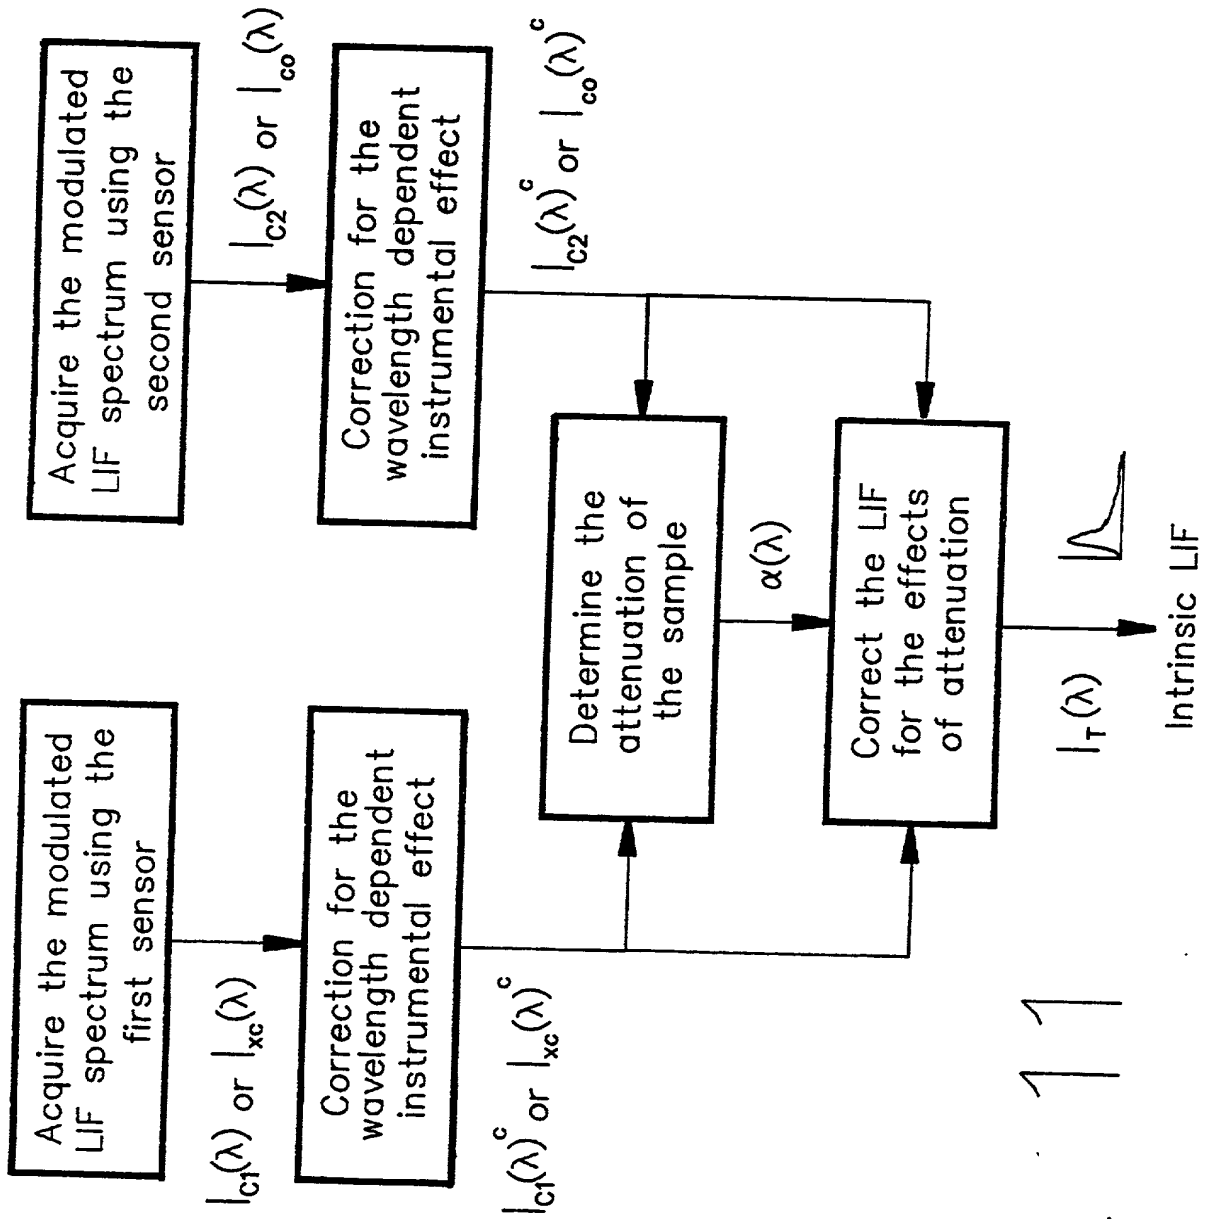 Acquire the modulated
LIF spectrum using the
first sensor
I_C1(λ) or I_xc(λ)
Correction for the
wavelength dependent
instrumental effect
I_C1(λ)^c or I_xc(λ)^c
Acquire the modulated
LIF spectrum using the
second sensor
I_C2(λ) or I_co(λ)
Correction for the
wavelength dependent
instrumental effect
I_C2(λ)^c or I_co(λ)^c
Determine the
attenuation of
the sample
α(λ)
Correct the LIF
for the effects
of attenuation
I_T(λ)
Intrinsic LIF
11